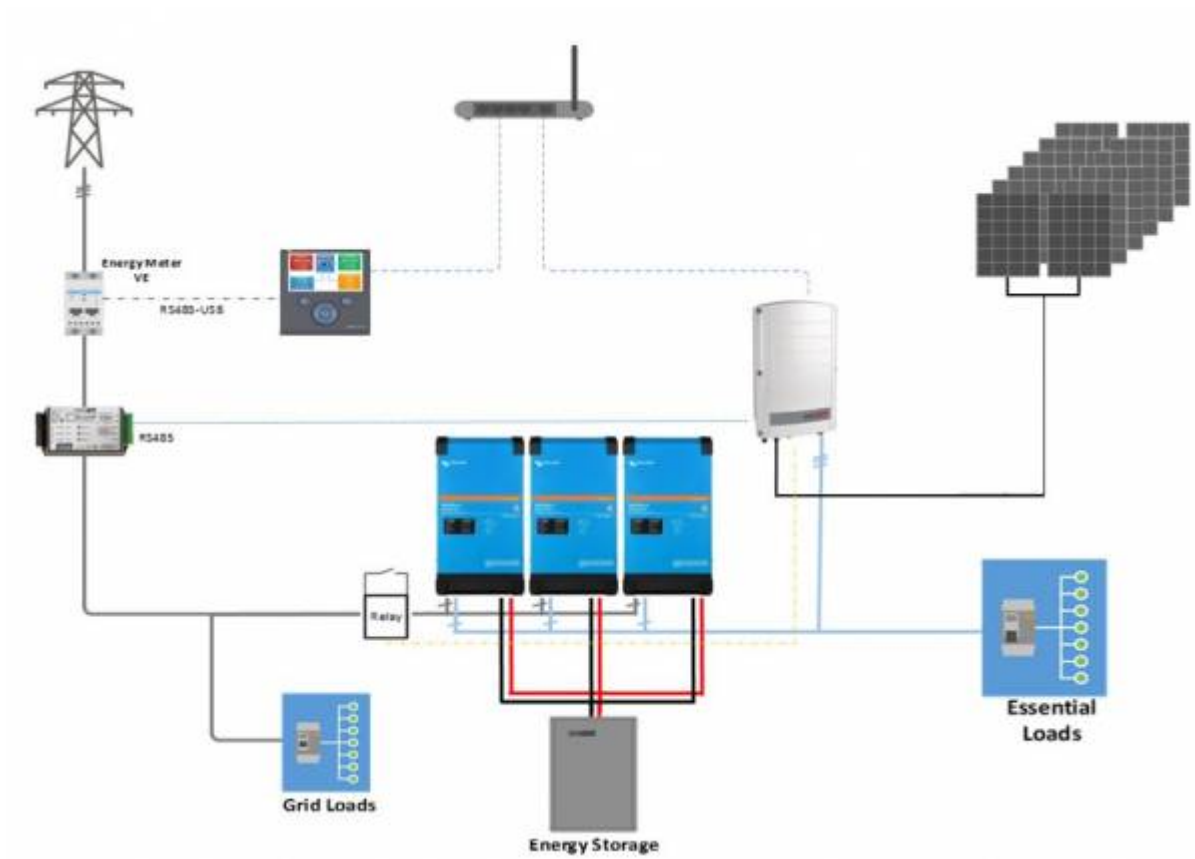 Energy Meter
VE
RS485-USB
RS485
Relay
Essential
Loads
Grid Loads
Energy Storage